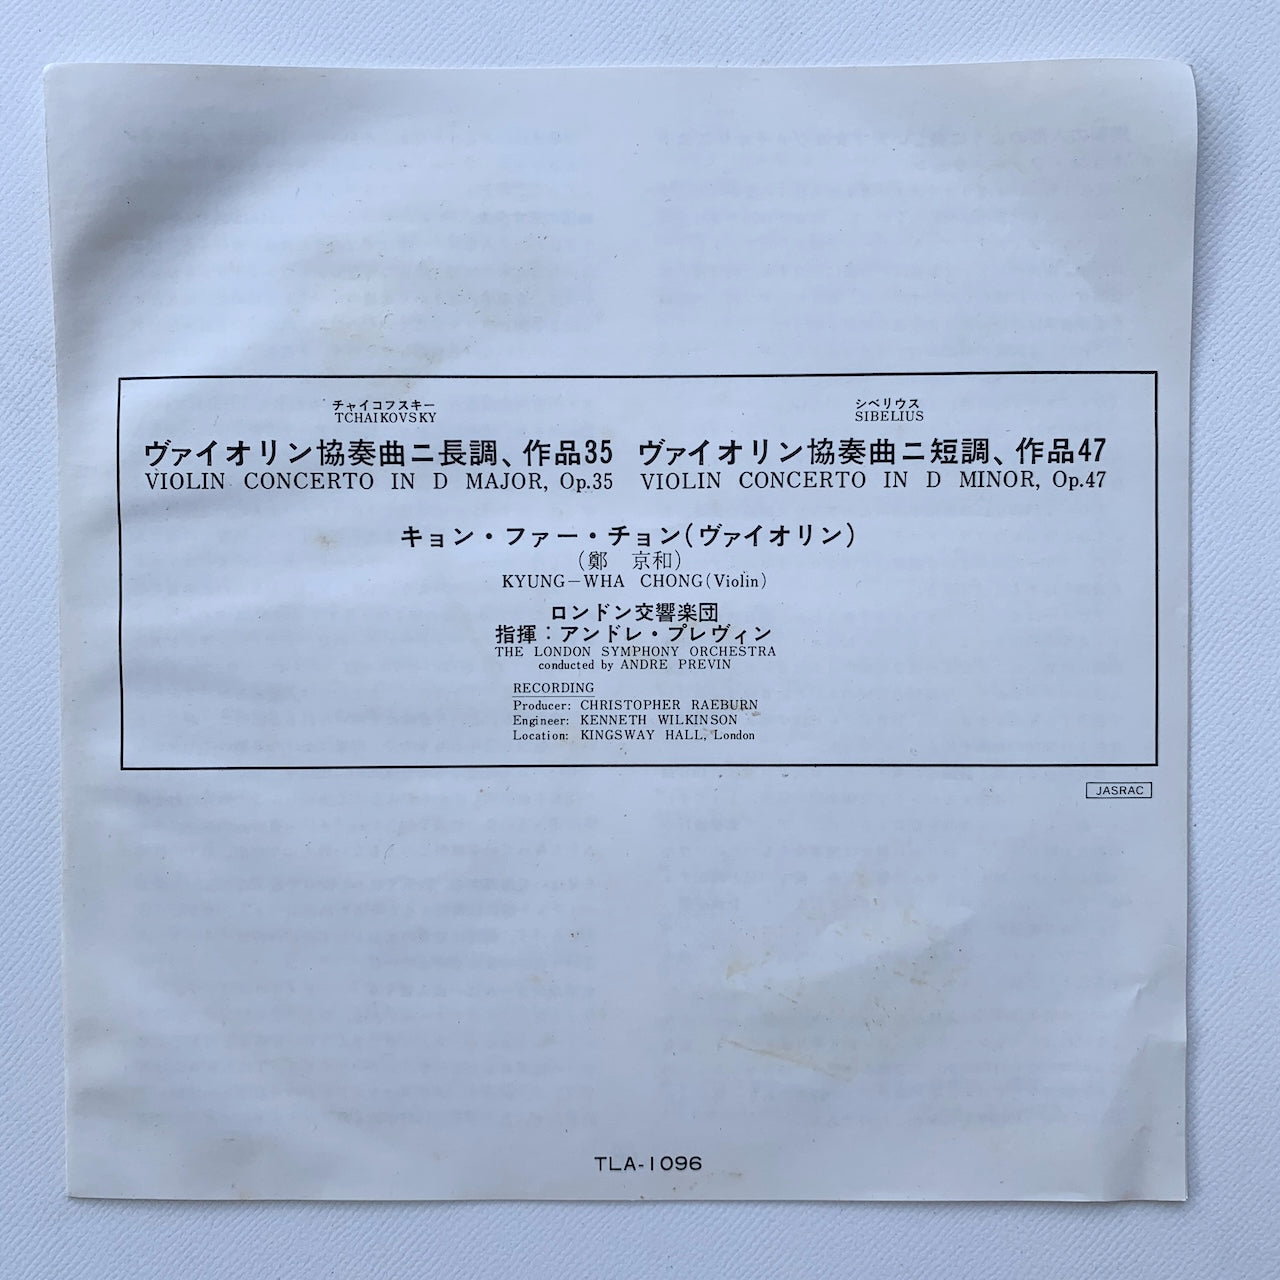 チャイコフスキー
TCHAIKOVSKY
ヴァイオリン協奏曲ニ長調、作品35
VIOLIN CONCERTO IN D MAJOR, Op.35
シベリウス
SIBELIUS
ヴァイオリン協奏曲ニ短調、作品47
VIOLIN CONCERTO IN D MINOR, Op.47
キョン・ファー・チョン(ヴァイオリン)
(鄭 京和)
KYUNG-WHA CHONG(Violin)
ロンドン交響楽団
指揮:アンドレ・プレヴィン
THE LONDON SYMPHONY ORCHESTRA
conducted by ANDRE PREVIN
RECORDING
Producer: CHRISTOPHER RAEBURN
Engineer: KENNETH WILKINSON
Location: KINGSWAY HALL, London
JASRAC
TLA-1096